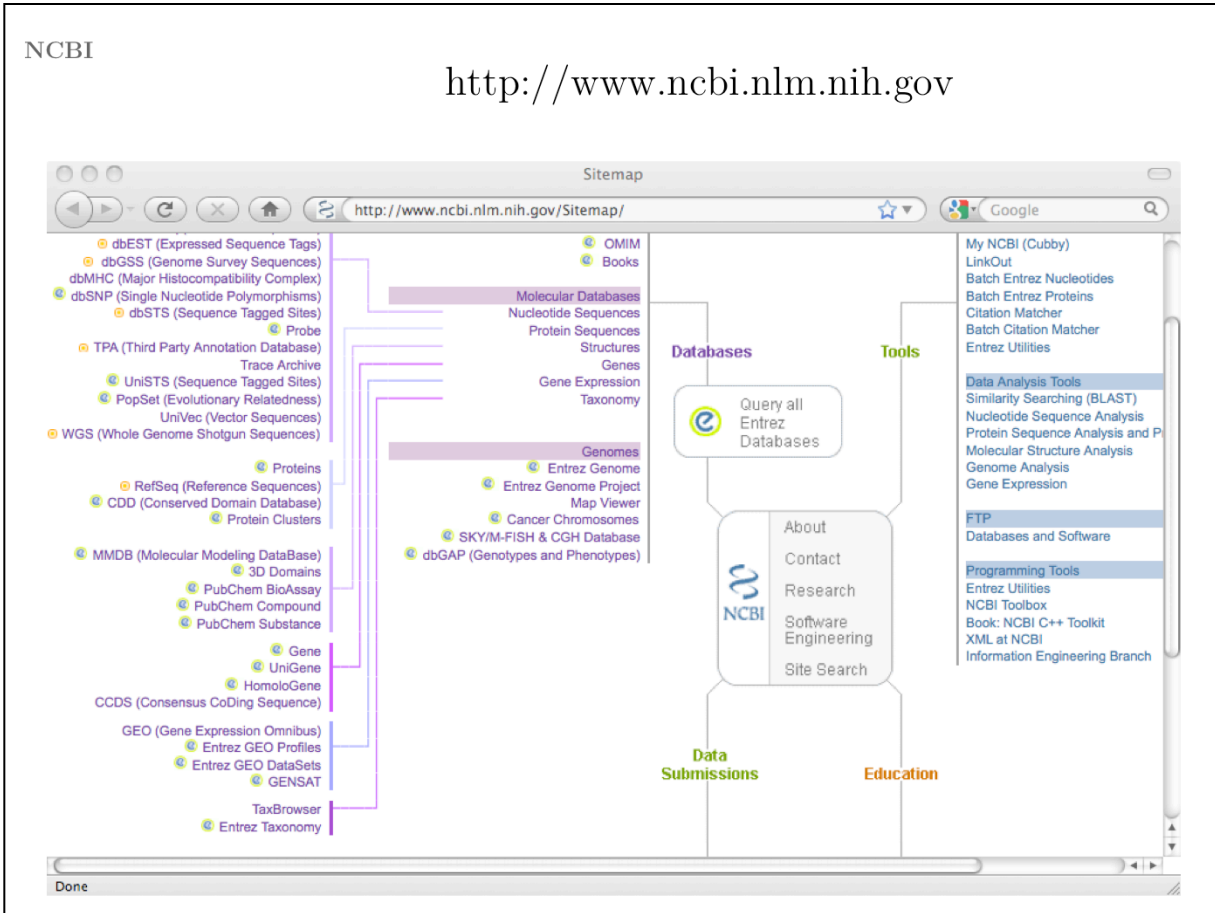 NCBI
http://www.ncbi.nlm.nih.gov
Sitemap
http://www.ncbi.nlm.nih.gov/Sitemap/
Google
dbEST (Expressed Sequence Tags)
dbGSS (Genome Survey Sequences)
dbMHC (Major Histocompatibility Complex)
dbSNP (Single Nucleotide Polymorphisms)
dbSTS (Sequence Tagged Sites)
Probe
TPA (Third Party Annotation Database)
Trace Archive
UniSTS (Sequence Tagged Sites)
PopSet (Evolutionary Relatedness)
UniVec (Vector Sequences)
WGS (Whole Genome Shotgun Sequences)
Proteins
RefSeq (Reference Sequences)
CDD (Conserved Domain Database)
Protein Clusters
MMDB (Molecular Modeling DataBase)
3D Domains
PubChem BioAssay
PubChem Compound
PubChem Substance
Gene
UniGene
HomoloGene
CCDS (Consensus CoDing Sequence)
GEO (Gene Expression Omnibus)
Entrez GEO Profiles
Entrez GEO DataSets
GENSAT
TaxBrowser
Entrez Taxonomy
OMIM
Books
Molecular Databases
Nucleotide Sequences
Protein Sequences
Structures
Genes
Gene Expression
Taxonomy
Genomes
Entrez Genome
Entrez Genome Project
Map Viewer
Cancer Chromosomes
SKY/M-FISH & CGH Database
dbGAP (Genotypes and Phenotypes)
Databases
Tools
Query all
Entrez
Databases
NCBI
About
Contact
Research
Software
Engineering
Site Search
Data
Submissions
Education
My NCBI (Cubby)
LinkOut
Batch Entrez Nucleotides
Batch Entrez Proteins
Citation Matcher
Batch Citation Matcher
Entrez Utilities
Data Analysis Tools
Similarity Searching (BLAST)
Nucleotide Sequence Analysis
Protein Sequence Analysis and P
Molecular Structure Analysis
Genome Analysis
Gene Expression
FTP
Databases and Software
Programming Tools
Entrez Utilities
NCBI Toolbox
Book: NCBI C++ Toolkit
XML at NCBI
Information Engineering Branch
Done